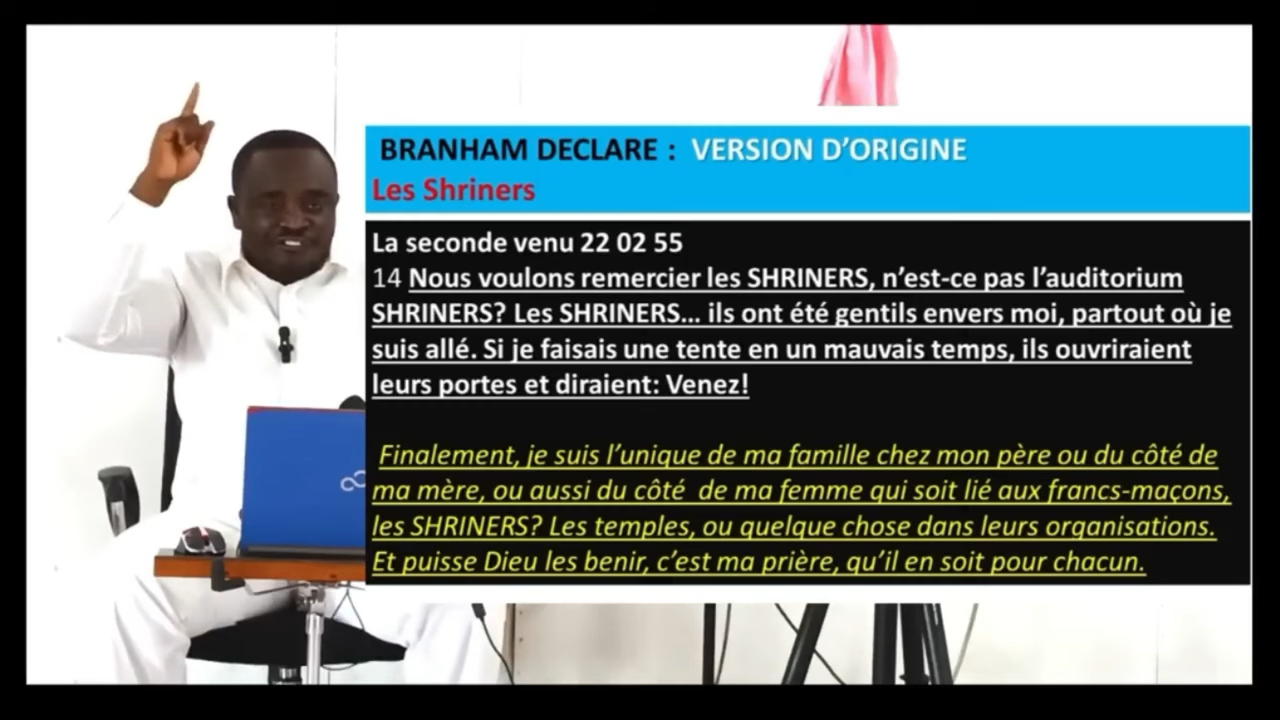 BRANHAM DECLARE : VERSION D'ORIGINE
Les Shriners
La seconde venu 22 02 55
14 Nous voulons remercier les SHRINERS, n'est-ce pas l'auditorium
SHRINERS? Les SHRINERS... ils ont été gentils envers moi, partout où je
suis allé. Si je faisais une tente en un mauvais temps, ils ouvriraient
leurs portes et diraient: Venez!
Finalement, je suis l'unique de ma famille chez mon père ou du côté de
ma mère, ou aussi du côté de ma femme qui soit lié aux francs-maçons,
les SHRINERS? Les temples, ou quelque chose dans leurs organisations.
Et puisse Dieu les benir, c'est ma prière, qu'il en soit pour chacun.